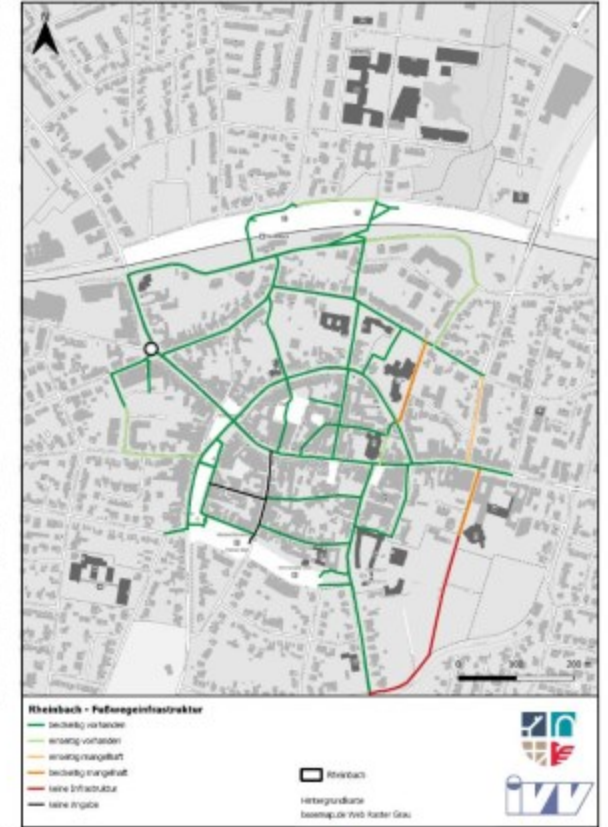 0 100 200 m
Rheinbach - Fußwegeinfrastruktur
beidseitig vorhanden
einseitig vorhanden
einseitig mangelhaft
beidseitig mangelhaft
keine Infrastruktur
keine Angabe
Rheinbach
Hintergrundkarte
basemap.de Web Raster Grau
IVV